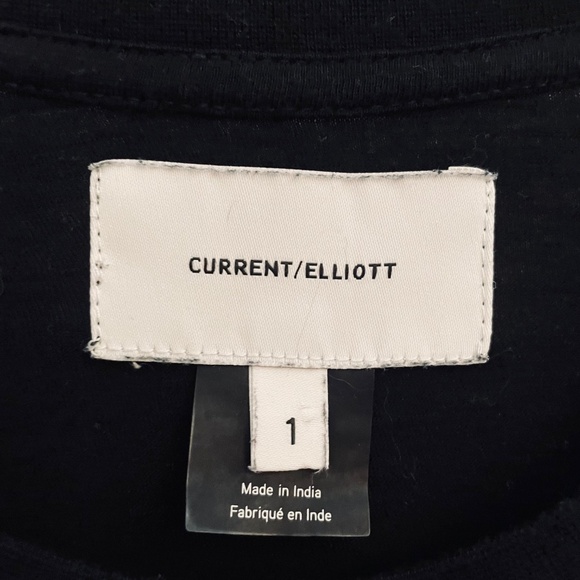 CURRENT/ELLIOTT
1
Made in India
Fabriqué en Inde